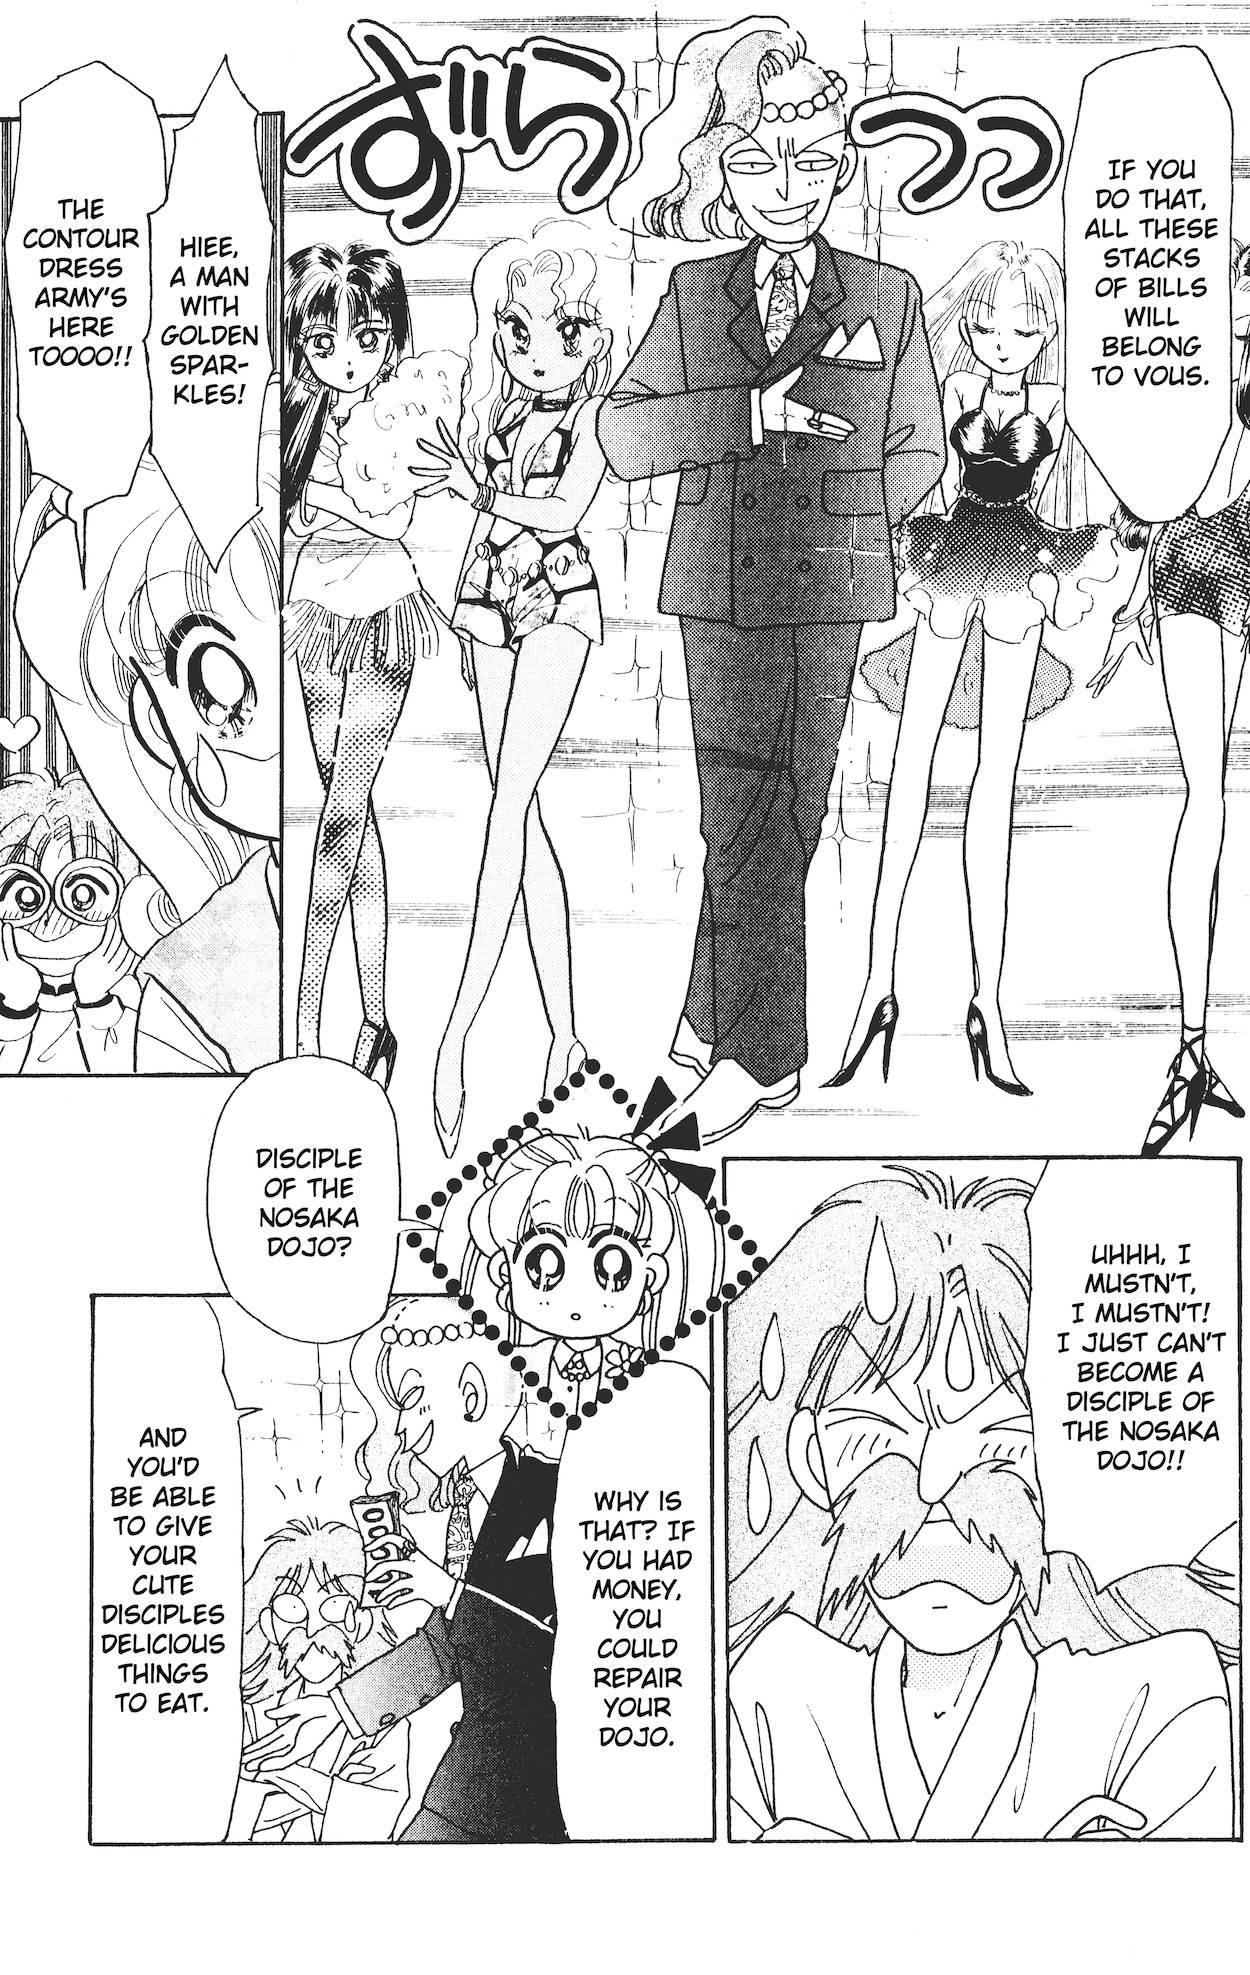 IF YOU
DO THAT,
ALL THESE
STACKS
OF BILLS
WILL
BELONG
TO VOUS.
ずらっっ
HIEE,
A MAN
WITH
GOLDEN
SPAR-
KLES!
THE
CONTOUR
DRESS
ARMY'S
HERE
TOOOO!!
UHHH, I
MUSTN'T,
I MUSTN'T!
I JUST CAN'T
BECOME A
DISCIPLE OF
THE NOSAKA
DOJO!!
DISCIPLE
OF THE
NOSAKA
DOJO?
WHY IS
THAT? IF
YOU HAD
MONEY,
YOU
COULD
REPAIR
YOUR
DOJO.
AND
YOU'D
BE ABLE
TO GIVE
YOUR
CUTE
DISCIPLES
DELICIOUS
THINGS
TO EAT.